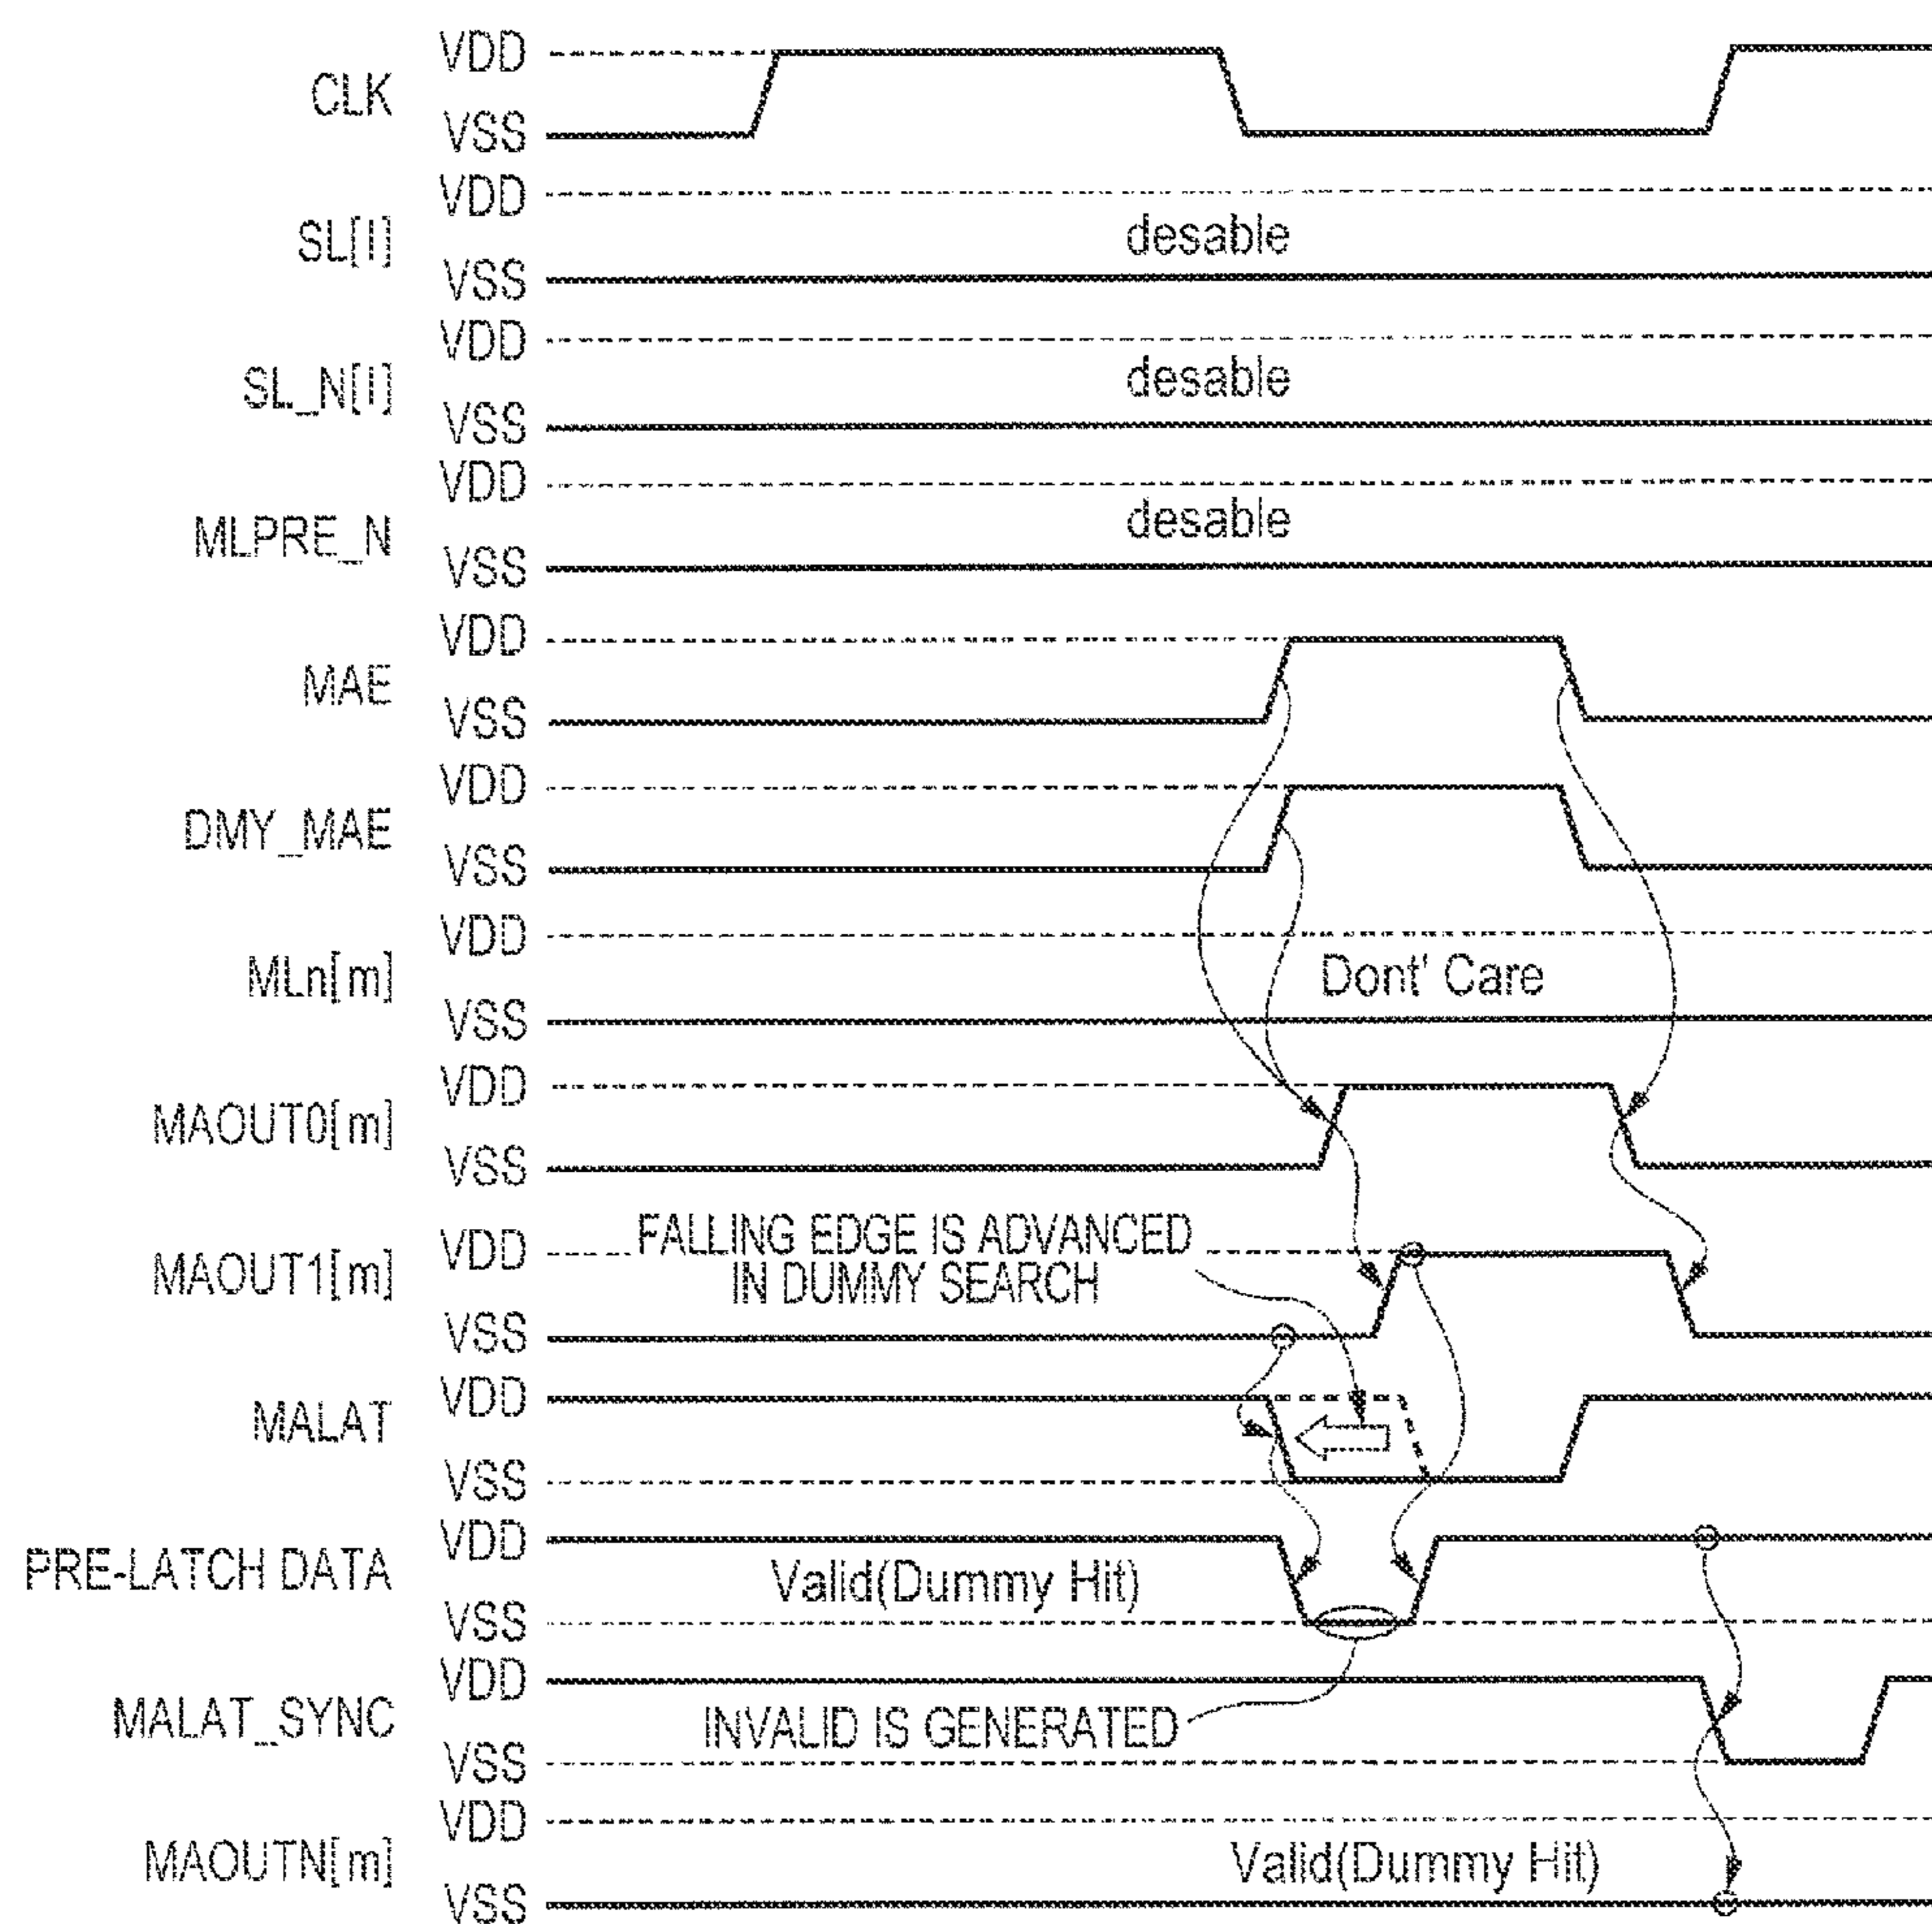 CLK VDD
VSS
SL[l] VDD
desable
VSS
SL_N[l] VDD
desable
VSS
MLPRE_N VDD
desable
VSS
MAE VDD
VSS
DMY_MAE VDD
VSS
MLn[m] VDD
Dont' Care
VSS
MAOUT0[m] VDD
VSS
MAOUT1[m] VDD
FALLING EDGE IS ADVANCED
IN DUMMY SEARCH
VSS
MALAT VDD
VSS
PRE-LATCH DATA VDD
Valid(Dummy Hit)
VSS
MALAT_SYNC VDD
INVALID IS GENERATED
VSS
MAOUTN[m] VDD
Valid(Dummy Hit)
VSS